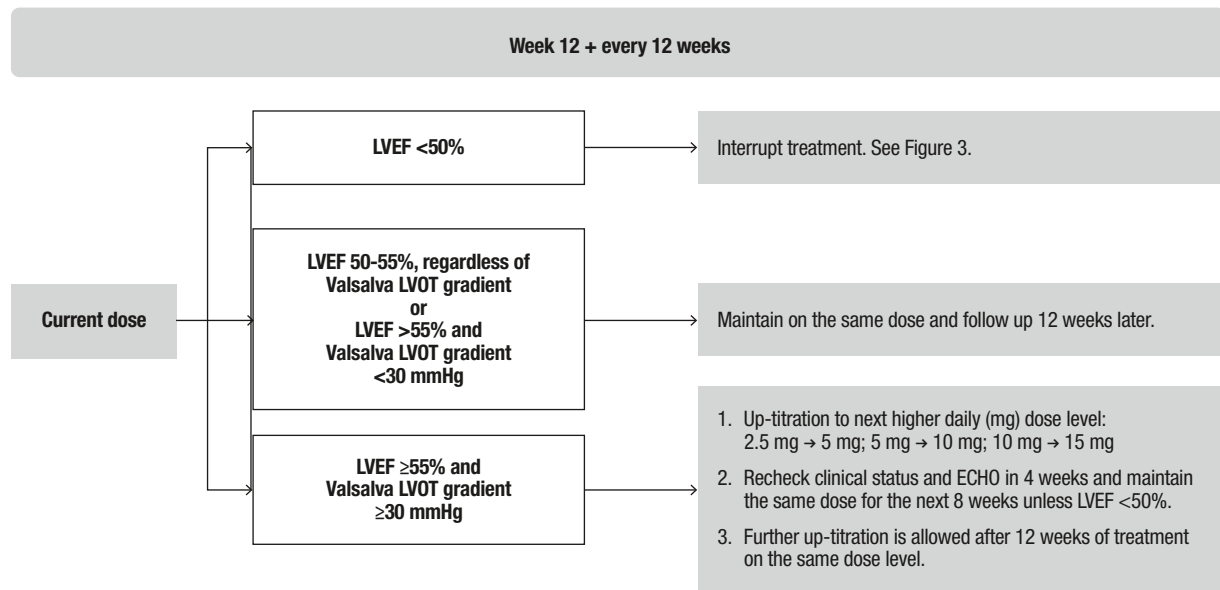 Week 12 + every 12 weeks
LVEF <50%
Interrupt treatment. See Figure 3.
Current dose
LVEF 50-55%, regardless of
Valsalva LVOT gradient
or
LVEF >55% and
Valsalva LVOT gradient
<30 mmHg
Maintain on the same dose and follow up 12 weeks later.
LVEF ≥55% and
Valsalva LVOT gradient
≥30 mmHg
1. Up-titration to next higher daily (mg) dose level:
2.5 mg → 5 mg; 5 mg → 10 mg; 10 mg → 15 mg
2. Recheck clinical status and ECHO in 4 weeks and maintain
the same dose for the next 8 weeks unless LVEF <50%.
3. Further up-titration is allowed after 12 weeks of treatment
on the same dose level.